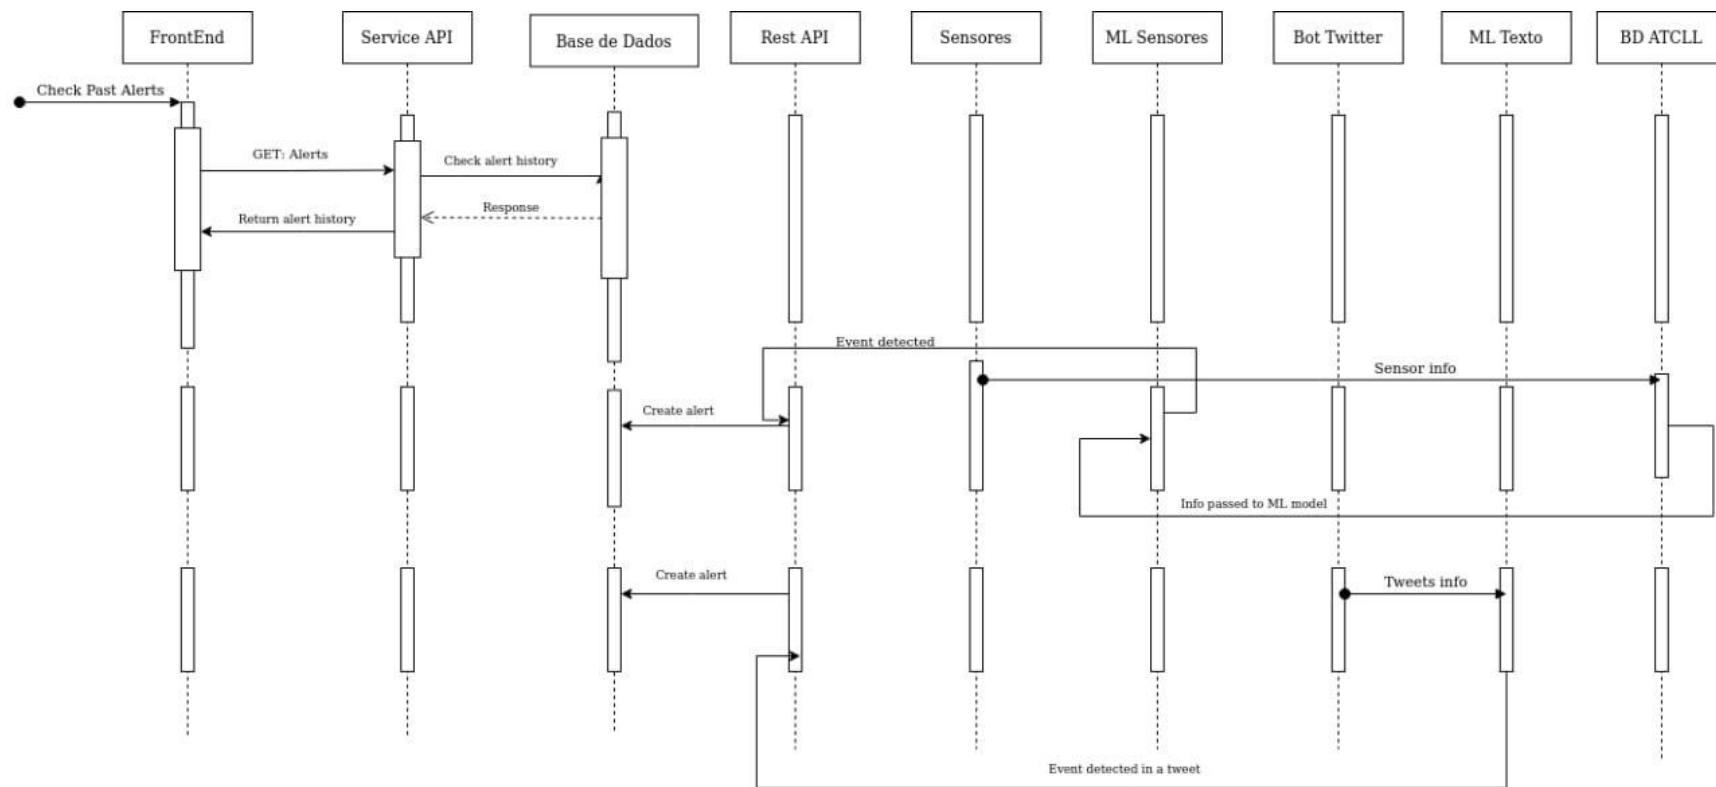 FrontEnd
Service API
Base de Dados
Rest API
Sensores
ML Sensores
Bot Twitter
ML Texto
BD ATCLL
Check Past Alerts
GET: Alerts
Check alert history
Response
Return alert history
Event detected
Sensor info
Create alert
Info passed to ML model
Create alert
Tweets info
Event detected in a tweet